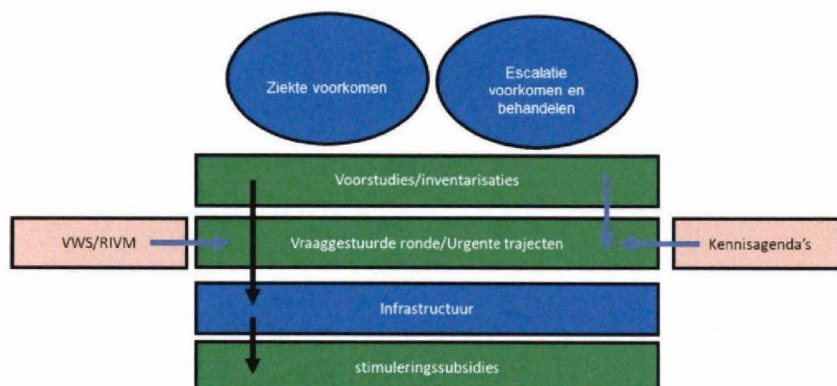 Ziekte voorkomen
Escalatie
voorkomen en
behandelen
Voorstudies/inventarisaties
VWS/RIVM
Vraaggestuurde ronde/Urgente trajecten
Kennisagenda's
Infrastructuur
stimuleringssubsidies